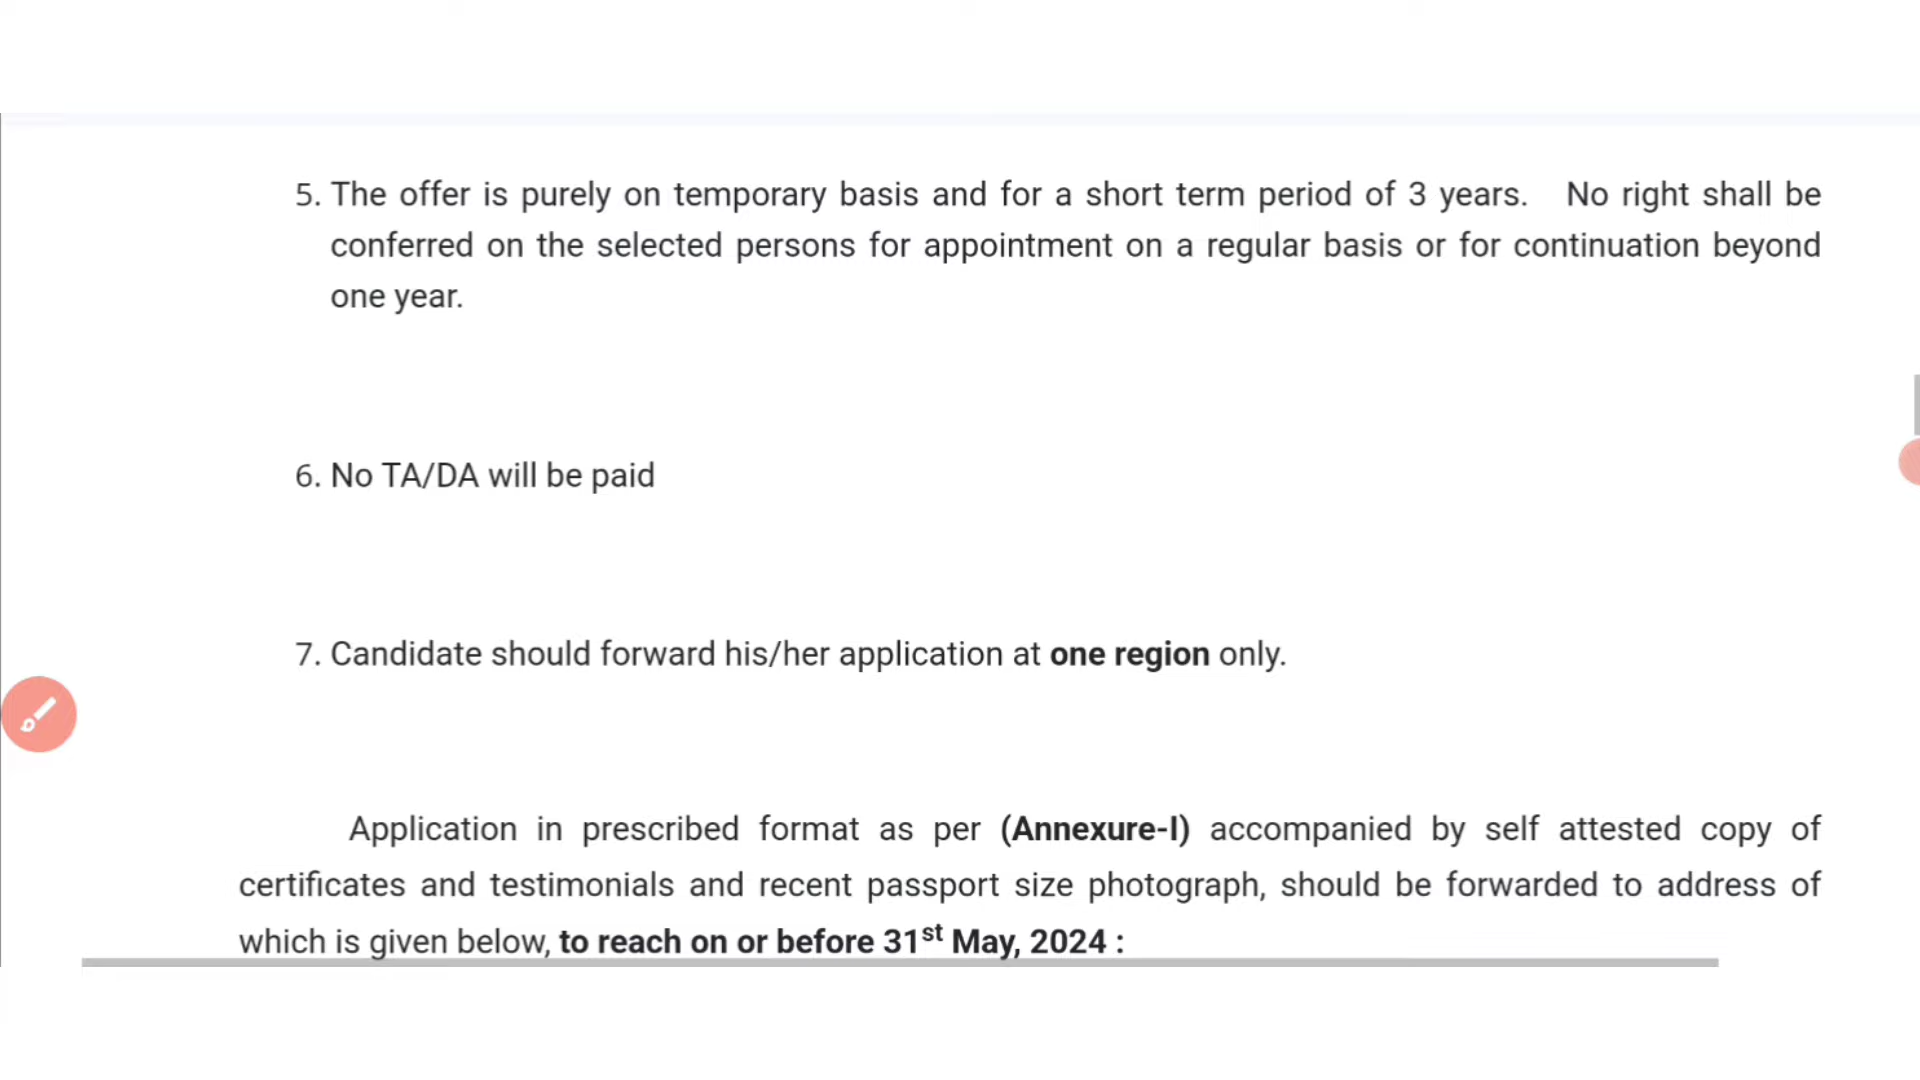 5. The offer is purely on temporary basis and for a short term period of 3 years. No right shall be
conferred on the selected persons for appointment on a regular basis or for continuation beyond
one year.
6. No TA/DA will be paid
7. Candidate should forward his/her application at one region only.
Application in prescribed format as per (Annexure-I) accompanied by self attested copy of
certificates and testimonials and recent passport size photograph, should be forwarded to address of
which is given below, to reach on or before 31st May, 2024 :